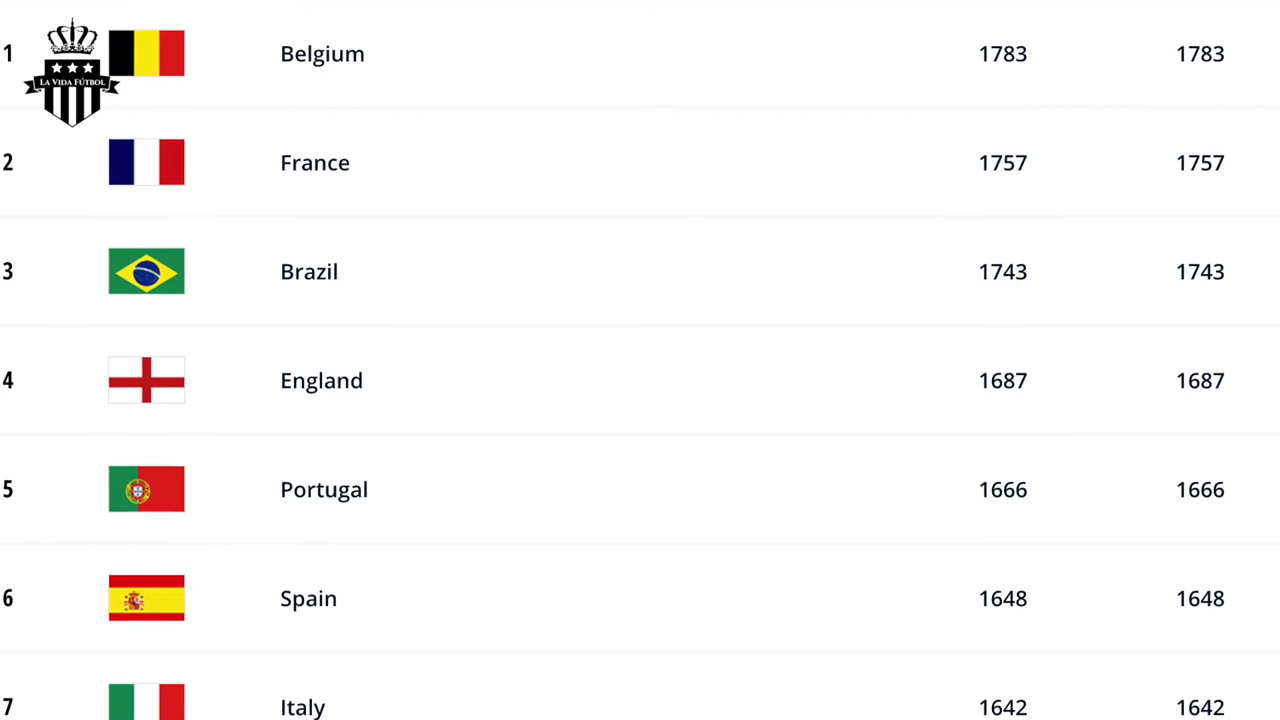 1 Belgium 1783 1783
LA VIDA FÚTBOL
2 France 1757 1757
3 Brazil 1743 1743
4 England 1687 1687
5 Portugal 1666 1666
6 Spain 1648 1648
7 Italy 1642 1642